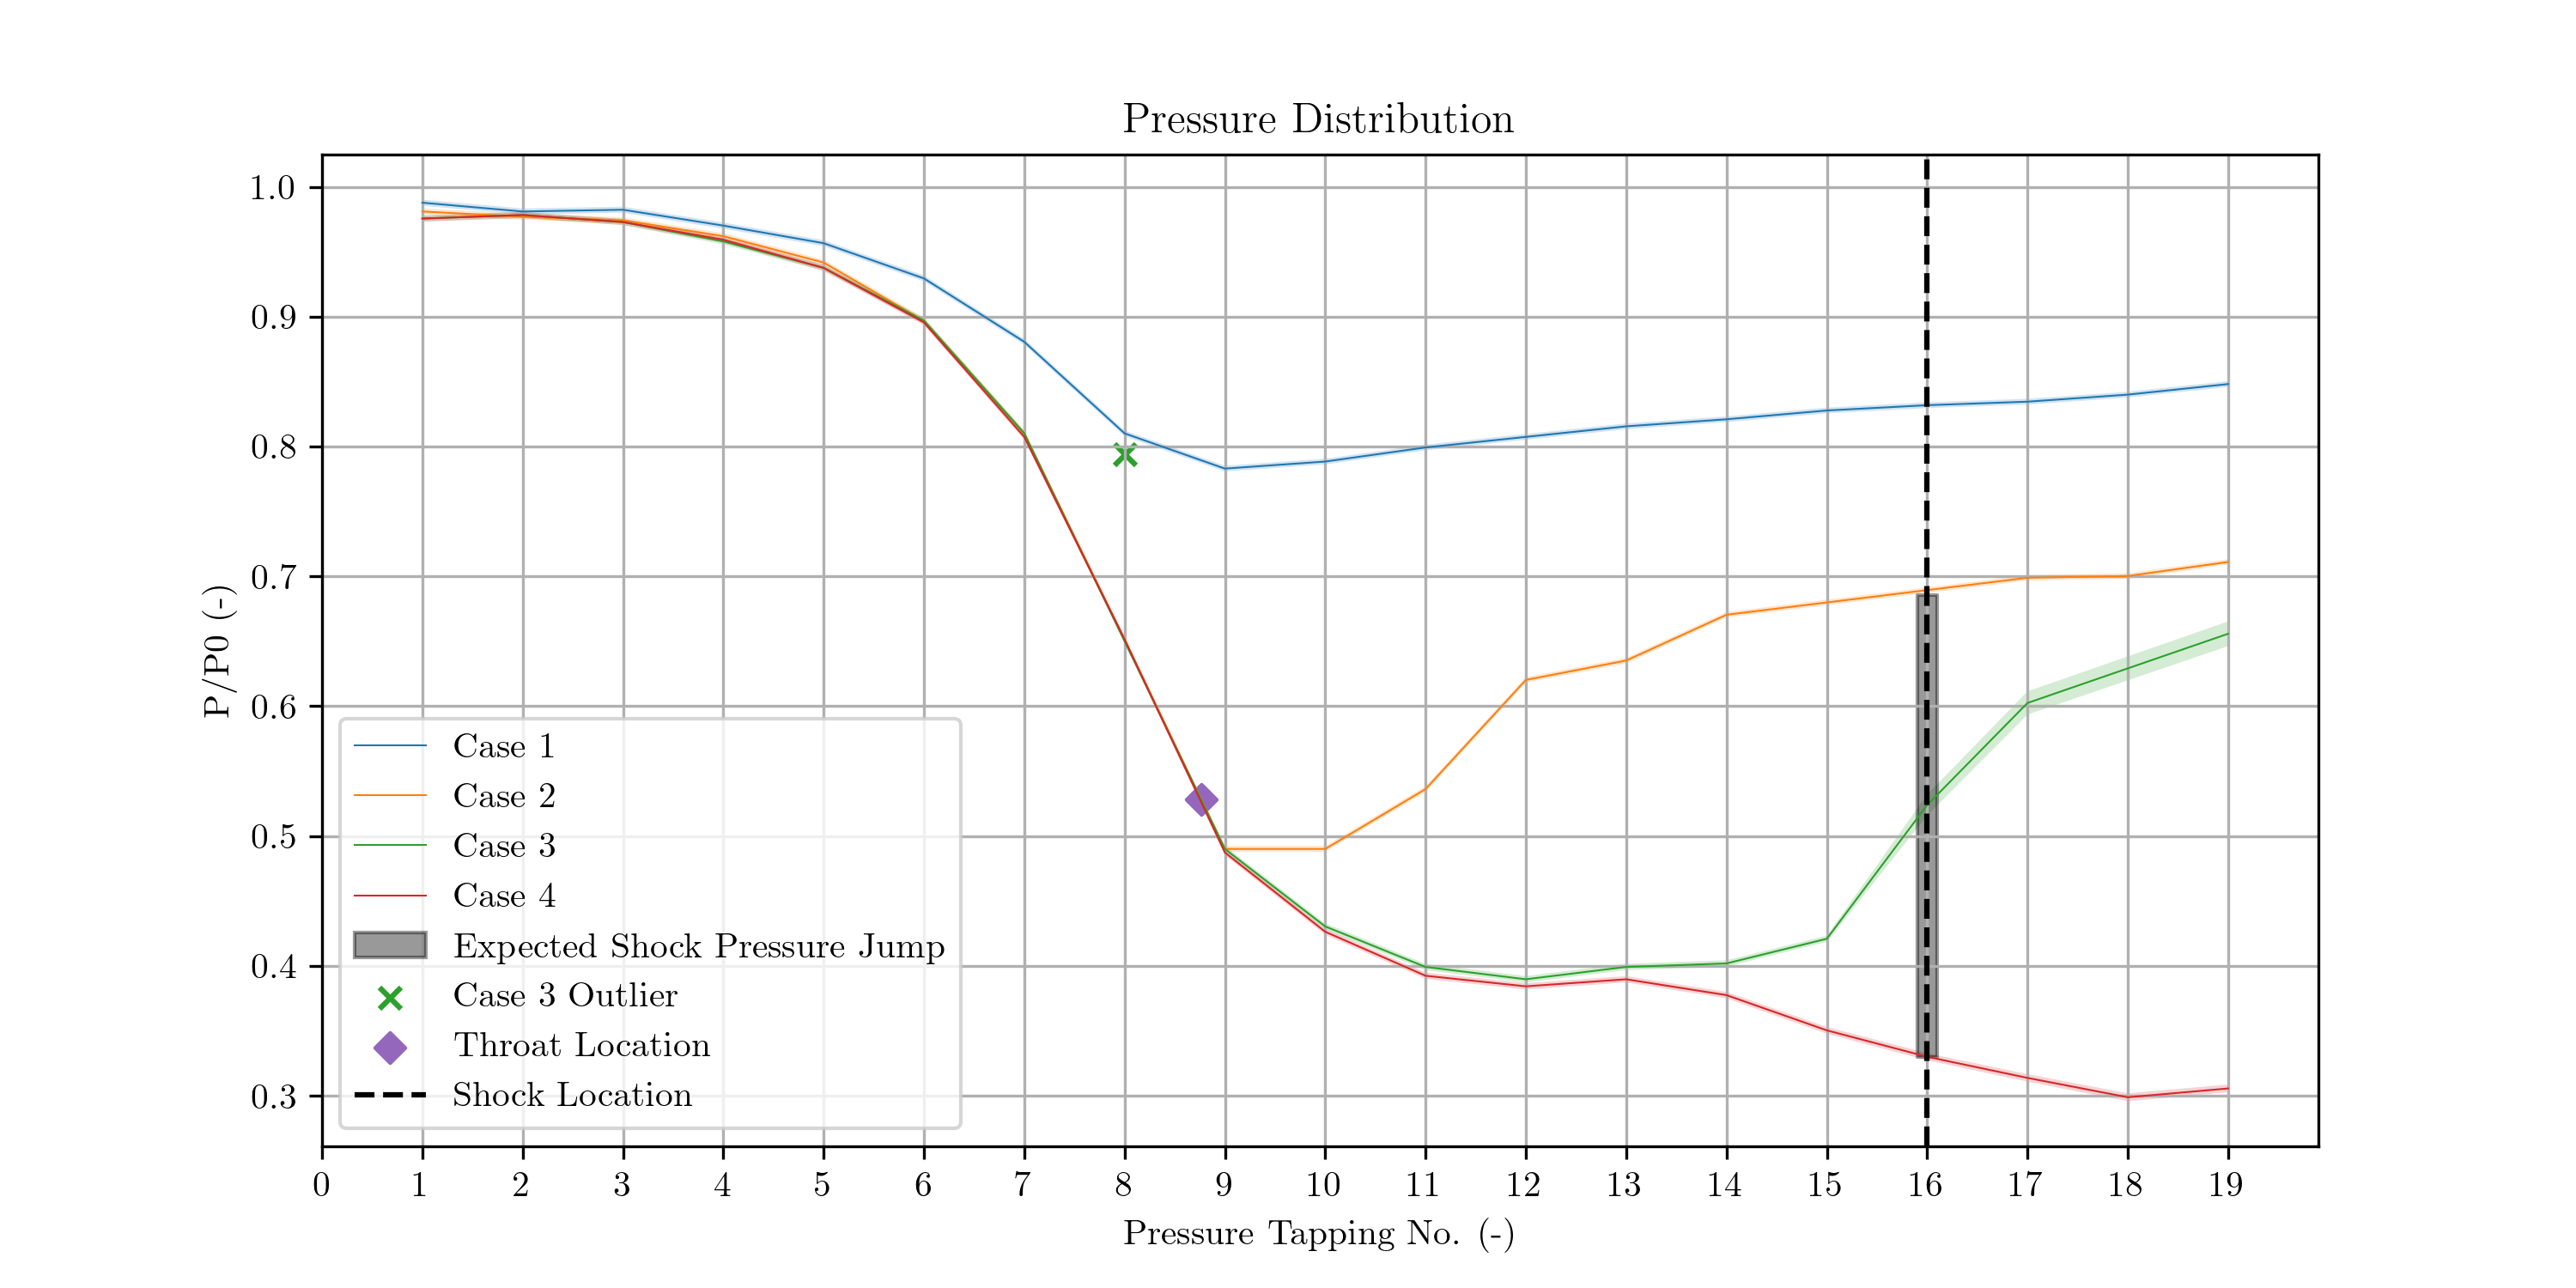 Pressure Distribution
1.0
0.9
0.8
0.7
0.6
0.5
0.4
0.3
P/P0 (-)
Case 1
Case 2
Case 3
Case 4
Expected Shock Pressure Jump
Case 3 Outlier
Throat Location
Shock Location
0 1 2 3 4 5 6 7 8 9 10 11 12 13 14 15 16 17 18 19
Pressure Tapping No. (-)